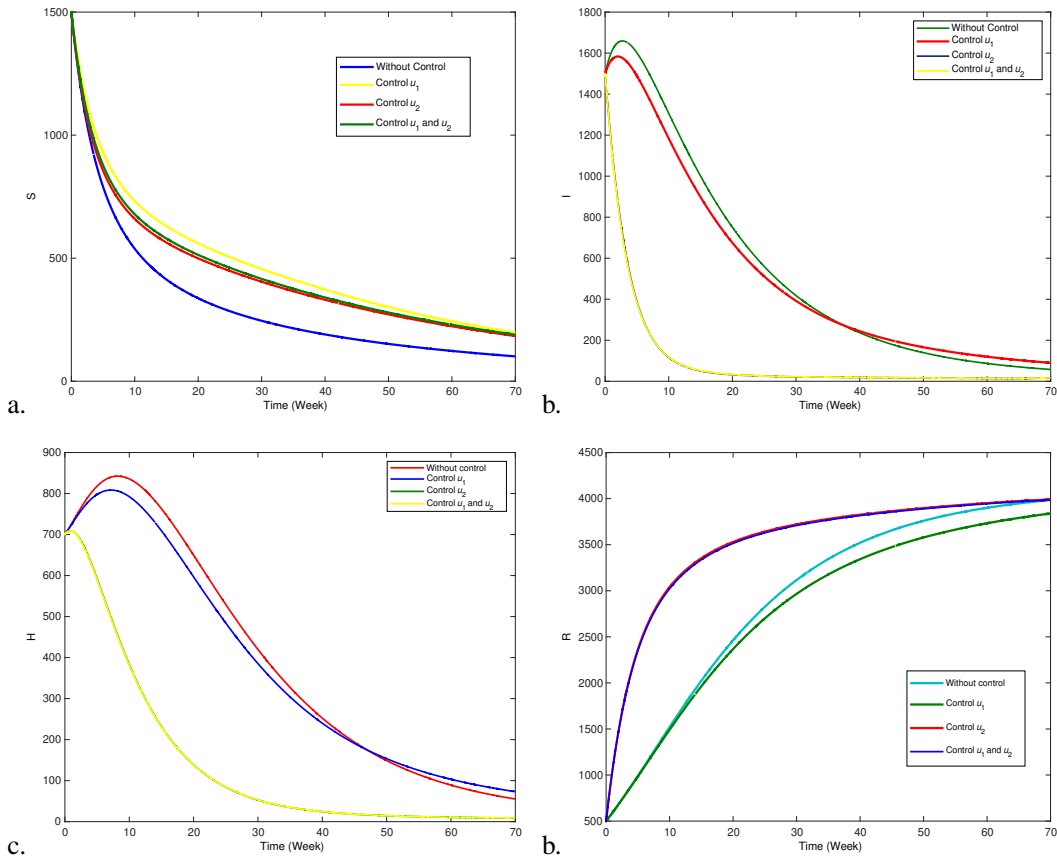 1500
1000
500
0
S
0 10 20 30 40 50 60 70
Time (Week)
Without Control
Control u1
Control u2
Control u1 and u2
a.
1800
1600
1400
1200
1000
800
600
400
200
0
I
0 10 20 30 40 50 60 70
Time (Week)
Without Control
Control u1
Control u2
Control u1 and u2
b.
900
800
700
600
500
400
300
200
100
0
H
0 10 20 30 40 50 60 70
Time (Week)
Without control
Control u1
Control u2
Control u1 and u2
c.
4500
4000
3500
3000
2500
2000
1500
1000
500
R
0 10 20 30 40 50 60 70
Time (Week)
Without control
Control u1
Control u2
Control u1 and u2
b.